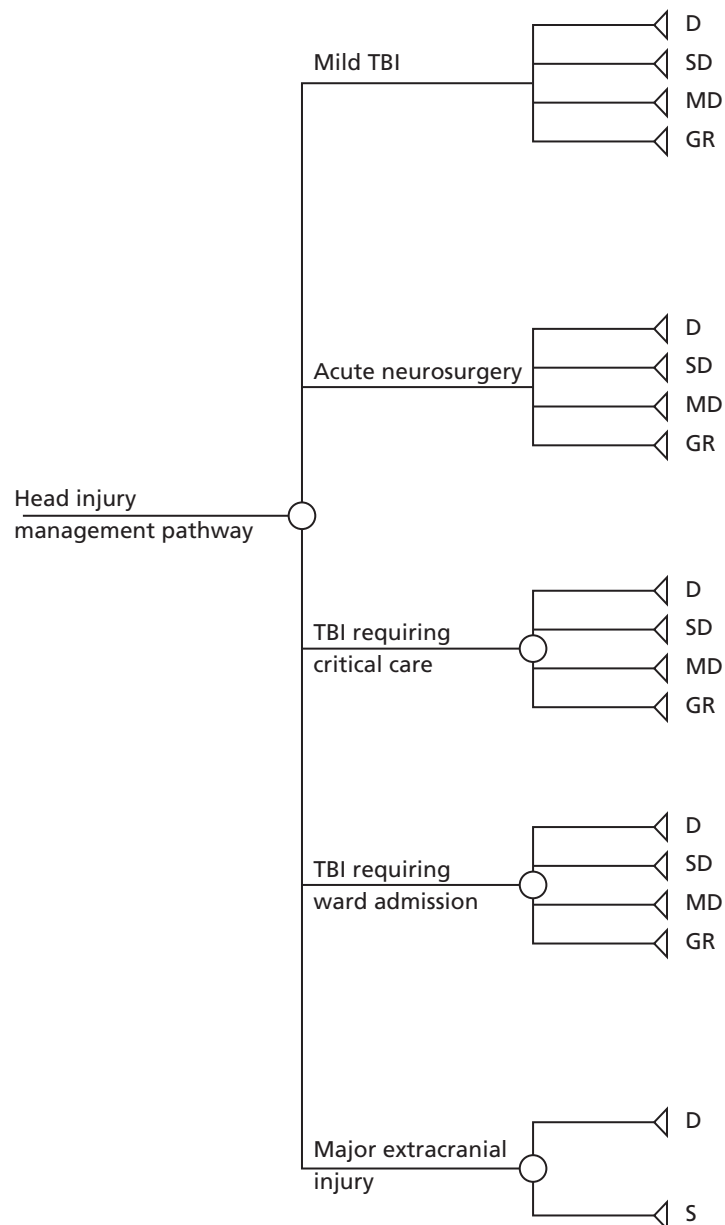 Mild TBI
D
SD
MD
GR
Acute neurosurgery
D
SD
MD
GR
Head injury
management pathway
TBI requiring
critical care
D
SD
MD
GR
TBI requiring
ward admission
D
SD
MD
GR
Major extracranial
injury
D
S